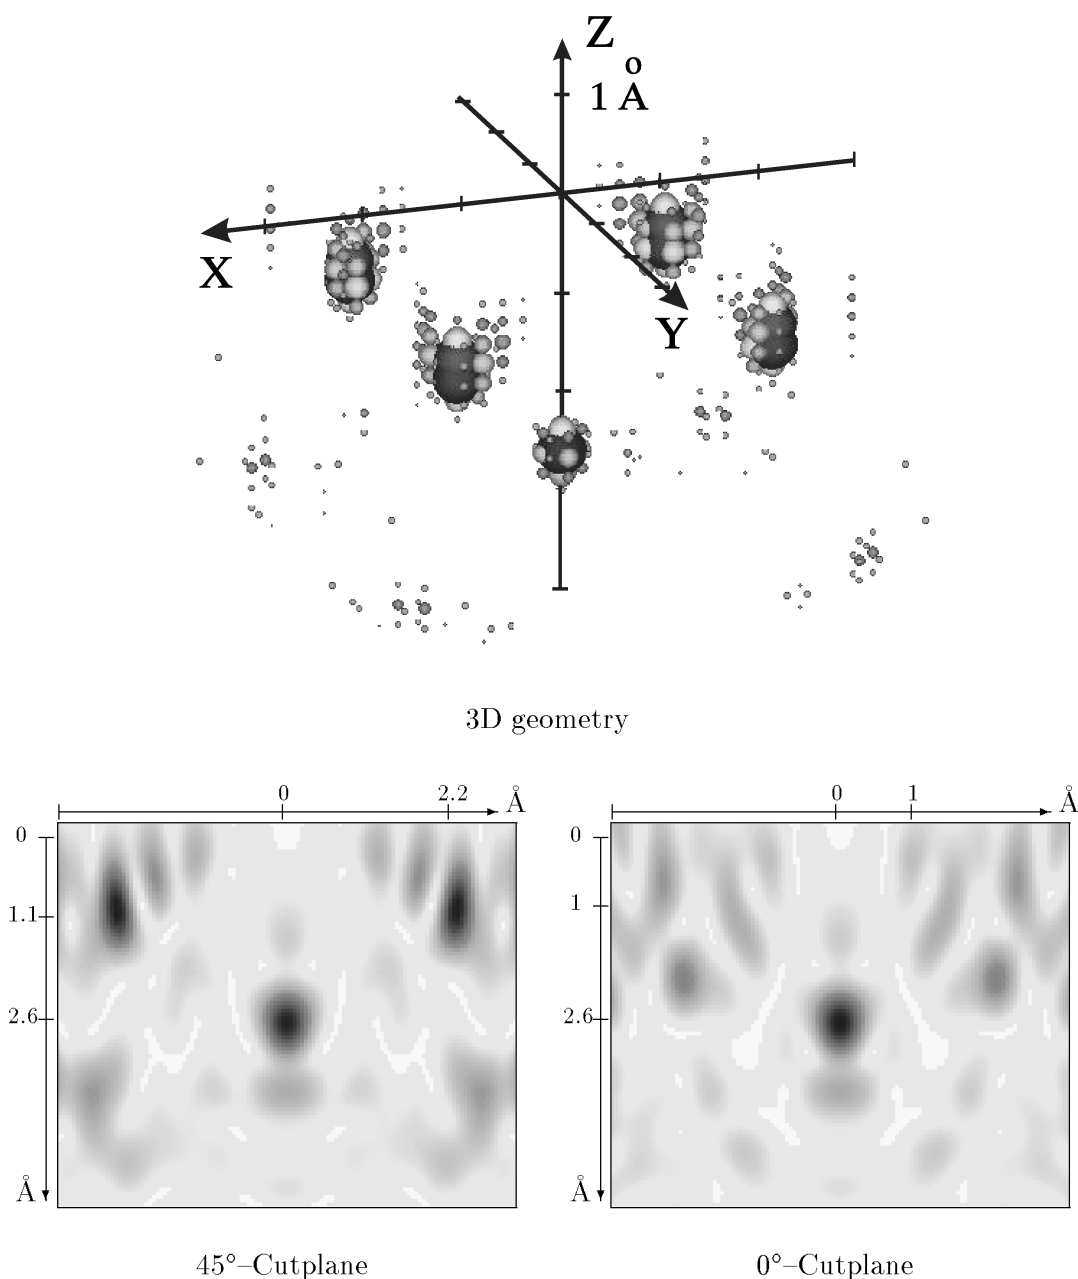 Z
1 Å
X
Y
3D geometry
0 2.2 Å
0
1.1
2.6
Å
45°–Cutplane
0 1 Å
0
1
2.6
Å
0°–Cutplane